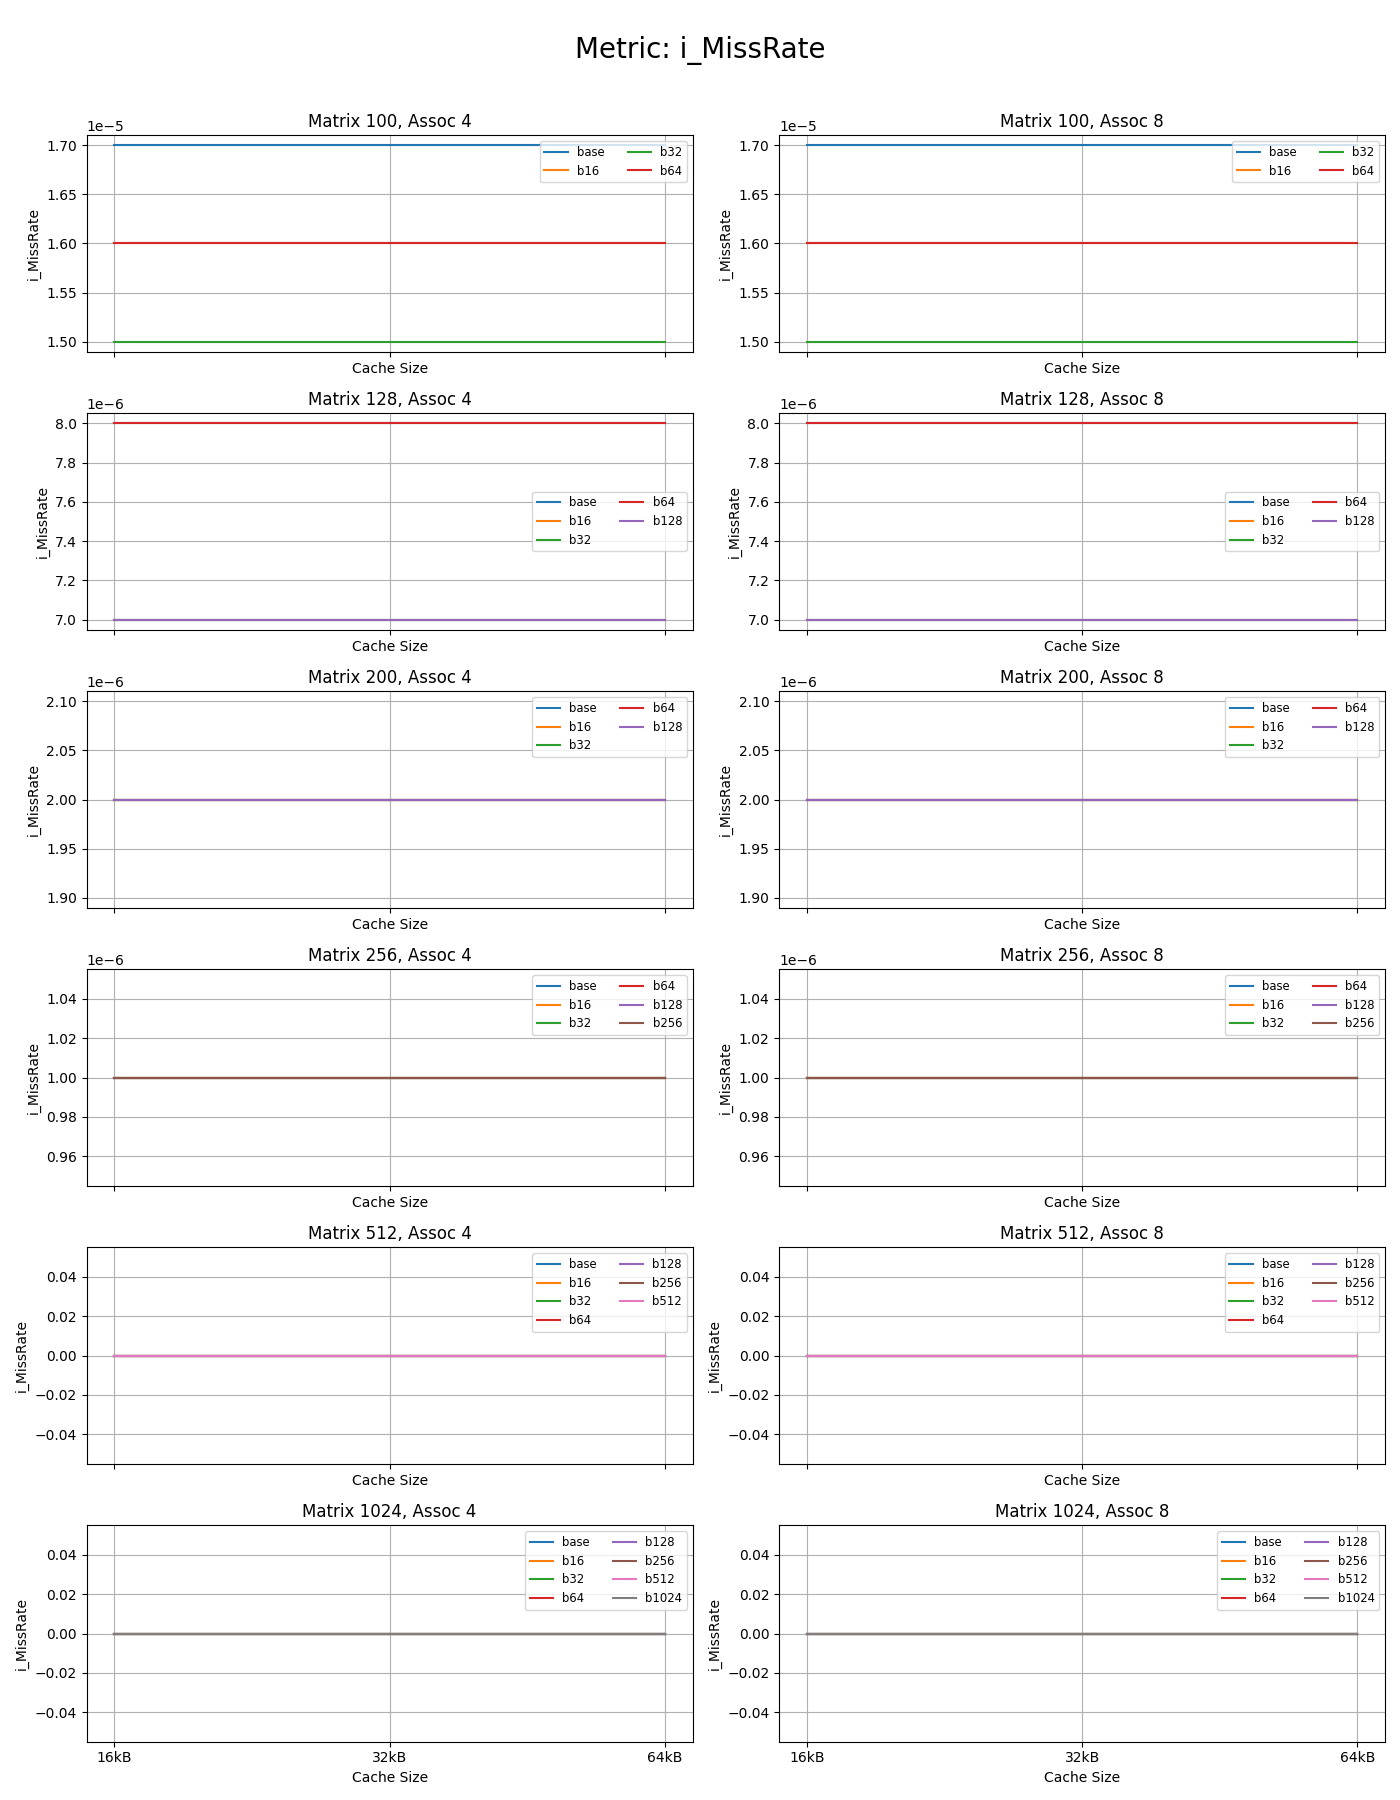 Metric: i_MissRate
Matrix 100, Assoc 4
1e−5
1.70
1.65
1.60
1.55
1.50
i_MissRate
base b32
b16 b64
Cache Size
Matrix 100, Assoc 8
1e−5
1.70
1.65
1.60
1.55
1.50
i_MissRate
base b32
b16 b64
Cache Size
Matrix 128, Assoc 4
1e−6
8.0
7.8
7.6
7.4
7.2
7.0
i_MissRate
base b64
b16 b128
b32
Cache Size
Matrix 128, Assoc 8
1e−6
8.0
7.8
7.6
7.4
7.2
7.0
i_MissRate
base b64
b16 b128
b32
Cache Size
Matrix 200, Assoc 4
1e−6
2.10
2.05
2.00
1.95
1.90
i_MissRate
base b64
b16 b128
b32
Cache Size
Matrix 200, Assoc 8
1e−6
2.10
2.05
2.00
1.95
1.90
i_MissRate
base b64
b16 b128
b32
Cache Size
Matrix 256, Assoc 4
1e−6
1.04
1.02
1.00
0.98
0.96
i_MissRate
base b64
b16 b128
b32 b256
Cache Size
Matrix 256, Assoc 8
1e−6
1.04
1.02
1.00
0.98
0.96
i_MissRate
base b64
b16 b128
b32 b256
Cache Size
Matrix 512, Assoc 4
0.04
0.02
0.00
−0.02
−0.04
i_MissRate
base b128
b16 b256
b32 b512
b64
Cache Size
Matrix 512, Assoc 8
0.04
0.02
0.00
−0.02
−0.04
i_MissRate
base b128
b16 b256
b32 b512
b64
Cache Size
Matrix 1024, Assoc 4
0.04
0.02
0.00
−0.02
−0.04
i_MissRate
base b128
b16 b256
b32 b512
b64 b1024
16kB 32kB 64kB
Cache Size
Matrix 1024, Assoc 8
0.04
0.02
0.00
−0.02
−0.04
i_MissRate
base b128
b16 b256
b32 b512
b64 b1024
16kB 32kB 64kB
Cache Size